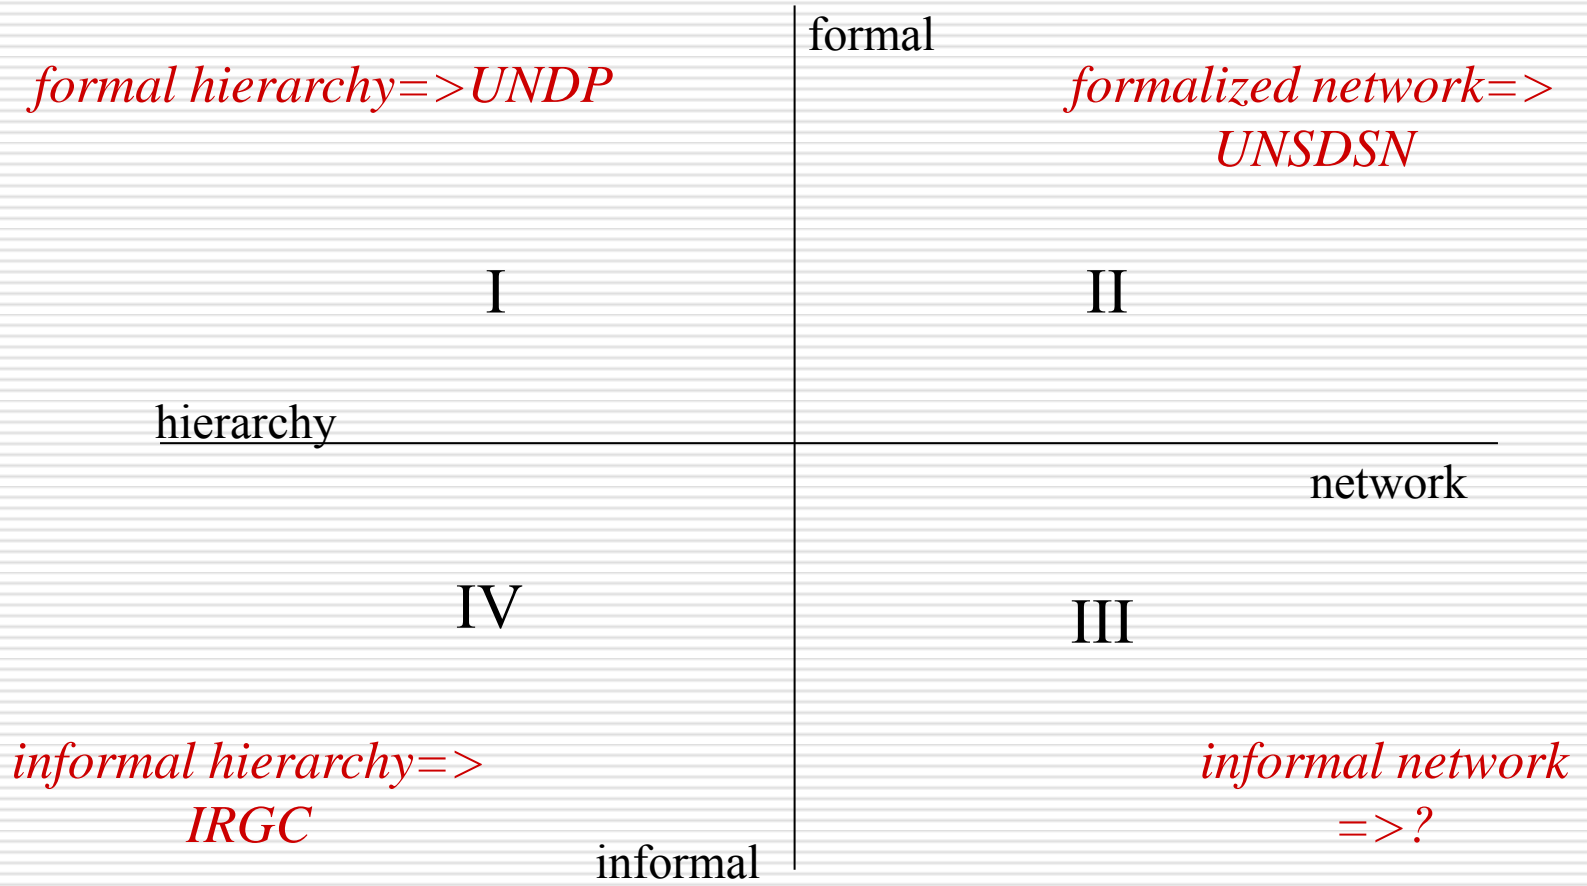 formal
formal hierarchy=>UNDP
formalized network=>
UNSDSN
I
II
hierarchy
network
IV
III
informal hierarchy=>
IRGC
informal network
=>?
informal